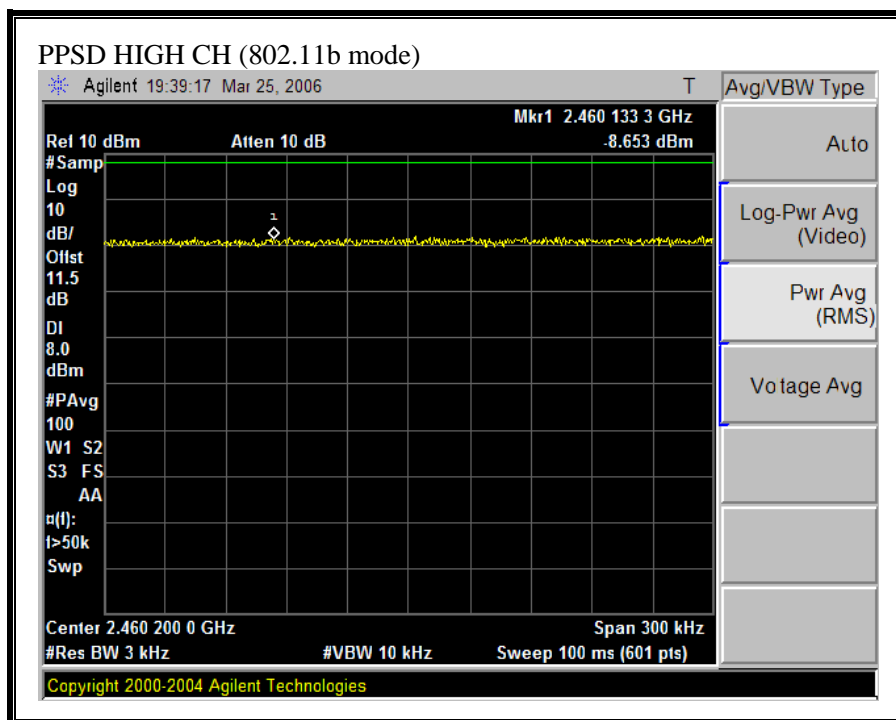 PPSD HIGH CH (802.11b mode)
Agilent 19:39:17 Mar 25, 2006 T
Avg/VBW Type
Mkr1 2.460 133 3 GHz
Ref 10 dBm Atten 10 dB -8.653 dBm
#Samp
Log
10
dB/
Offst
11.5
dB
DI
8.0
dBm
#PAvg
100
W1 S2
S3 FS
AA
¤(f):
f>50k
Swp
1
Center 2.460 200 0 GHz Span 300 kHz
#Res BW 3 kHz #VBW 10 kHz Sweep 100 ms (601 pts)
Copyright 2000-2004 Agilent Technologies
Auto
Log-Pwr Avg
(Video)
Pwr Avg
(RMS)
Votage Avg